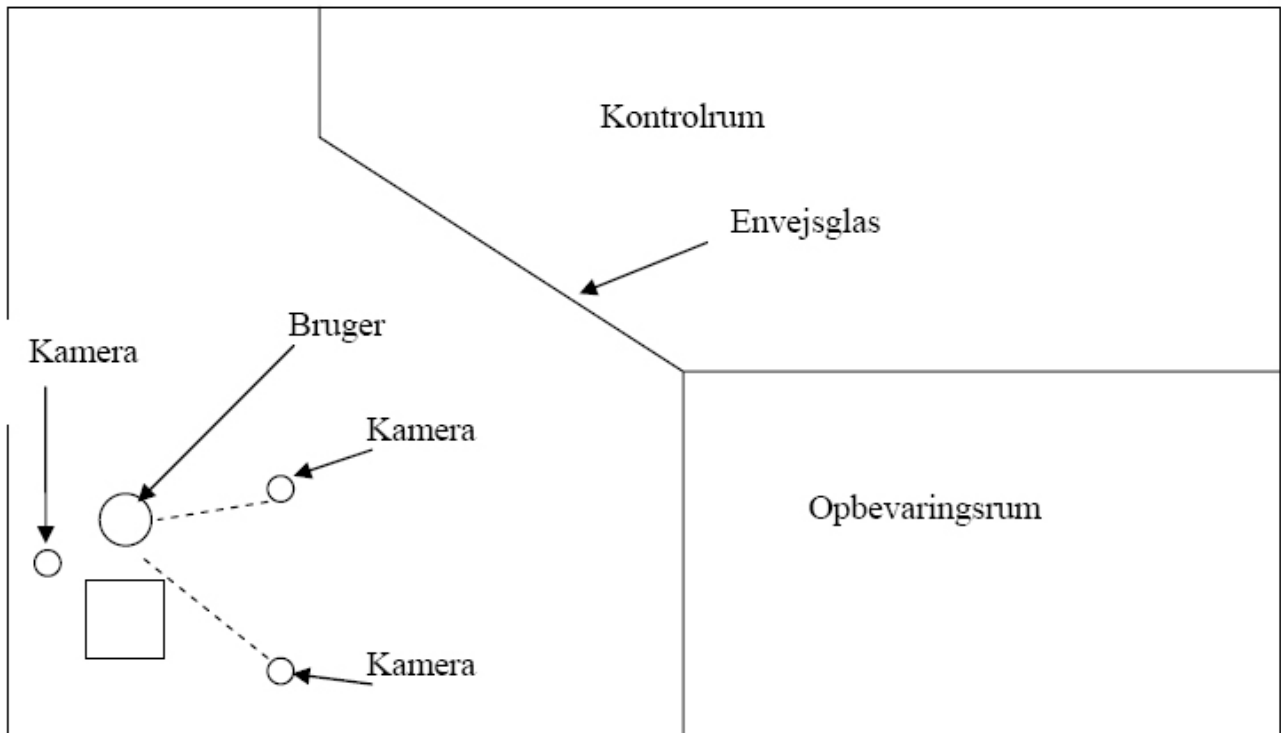 Kontrolrum
Envejsglas
Bruger
Kamera
Kamera
Opbevaringsrum
Kamera